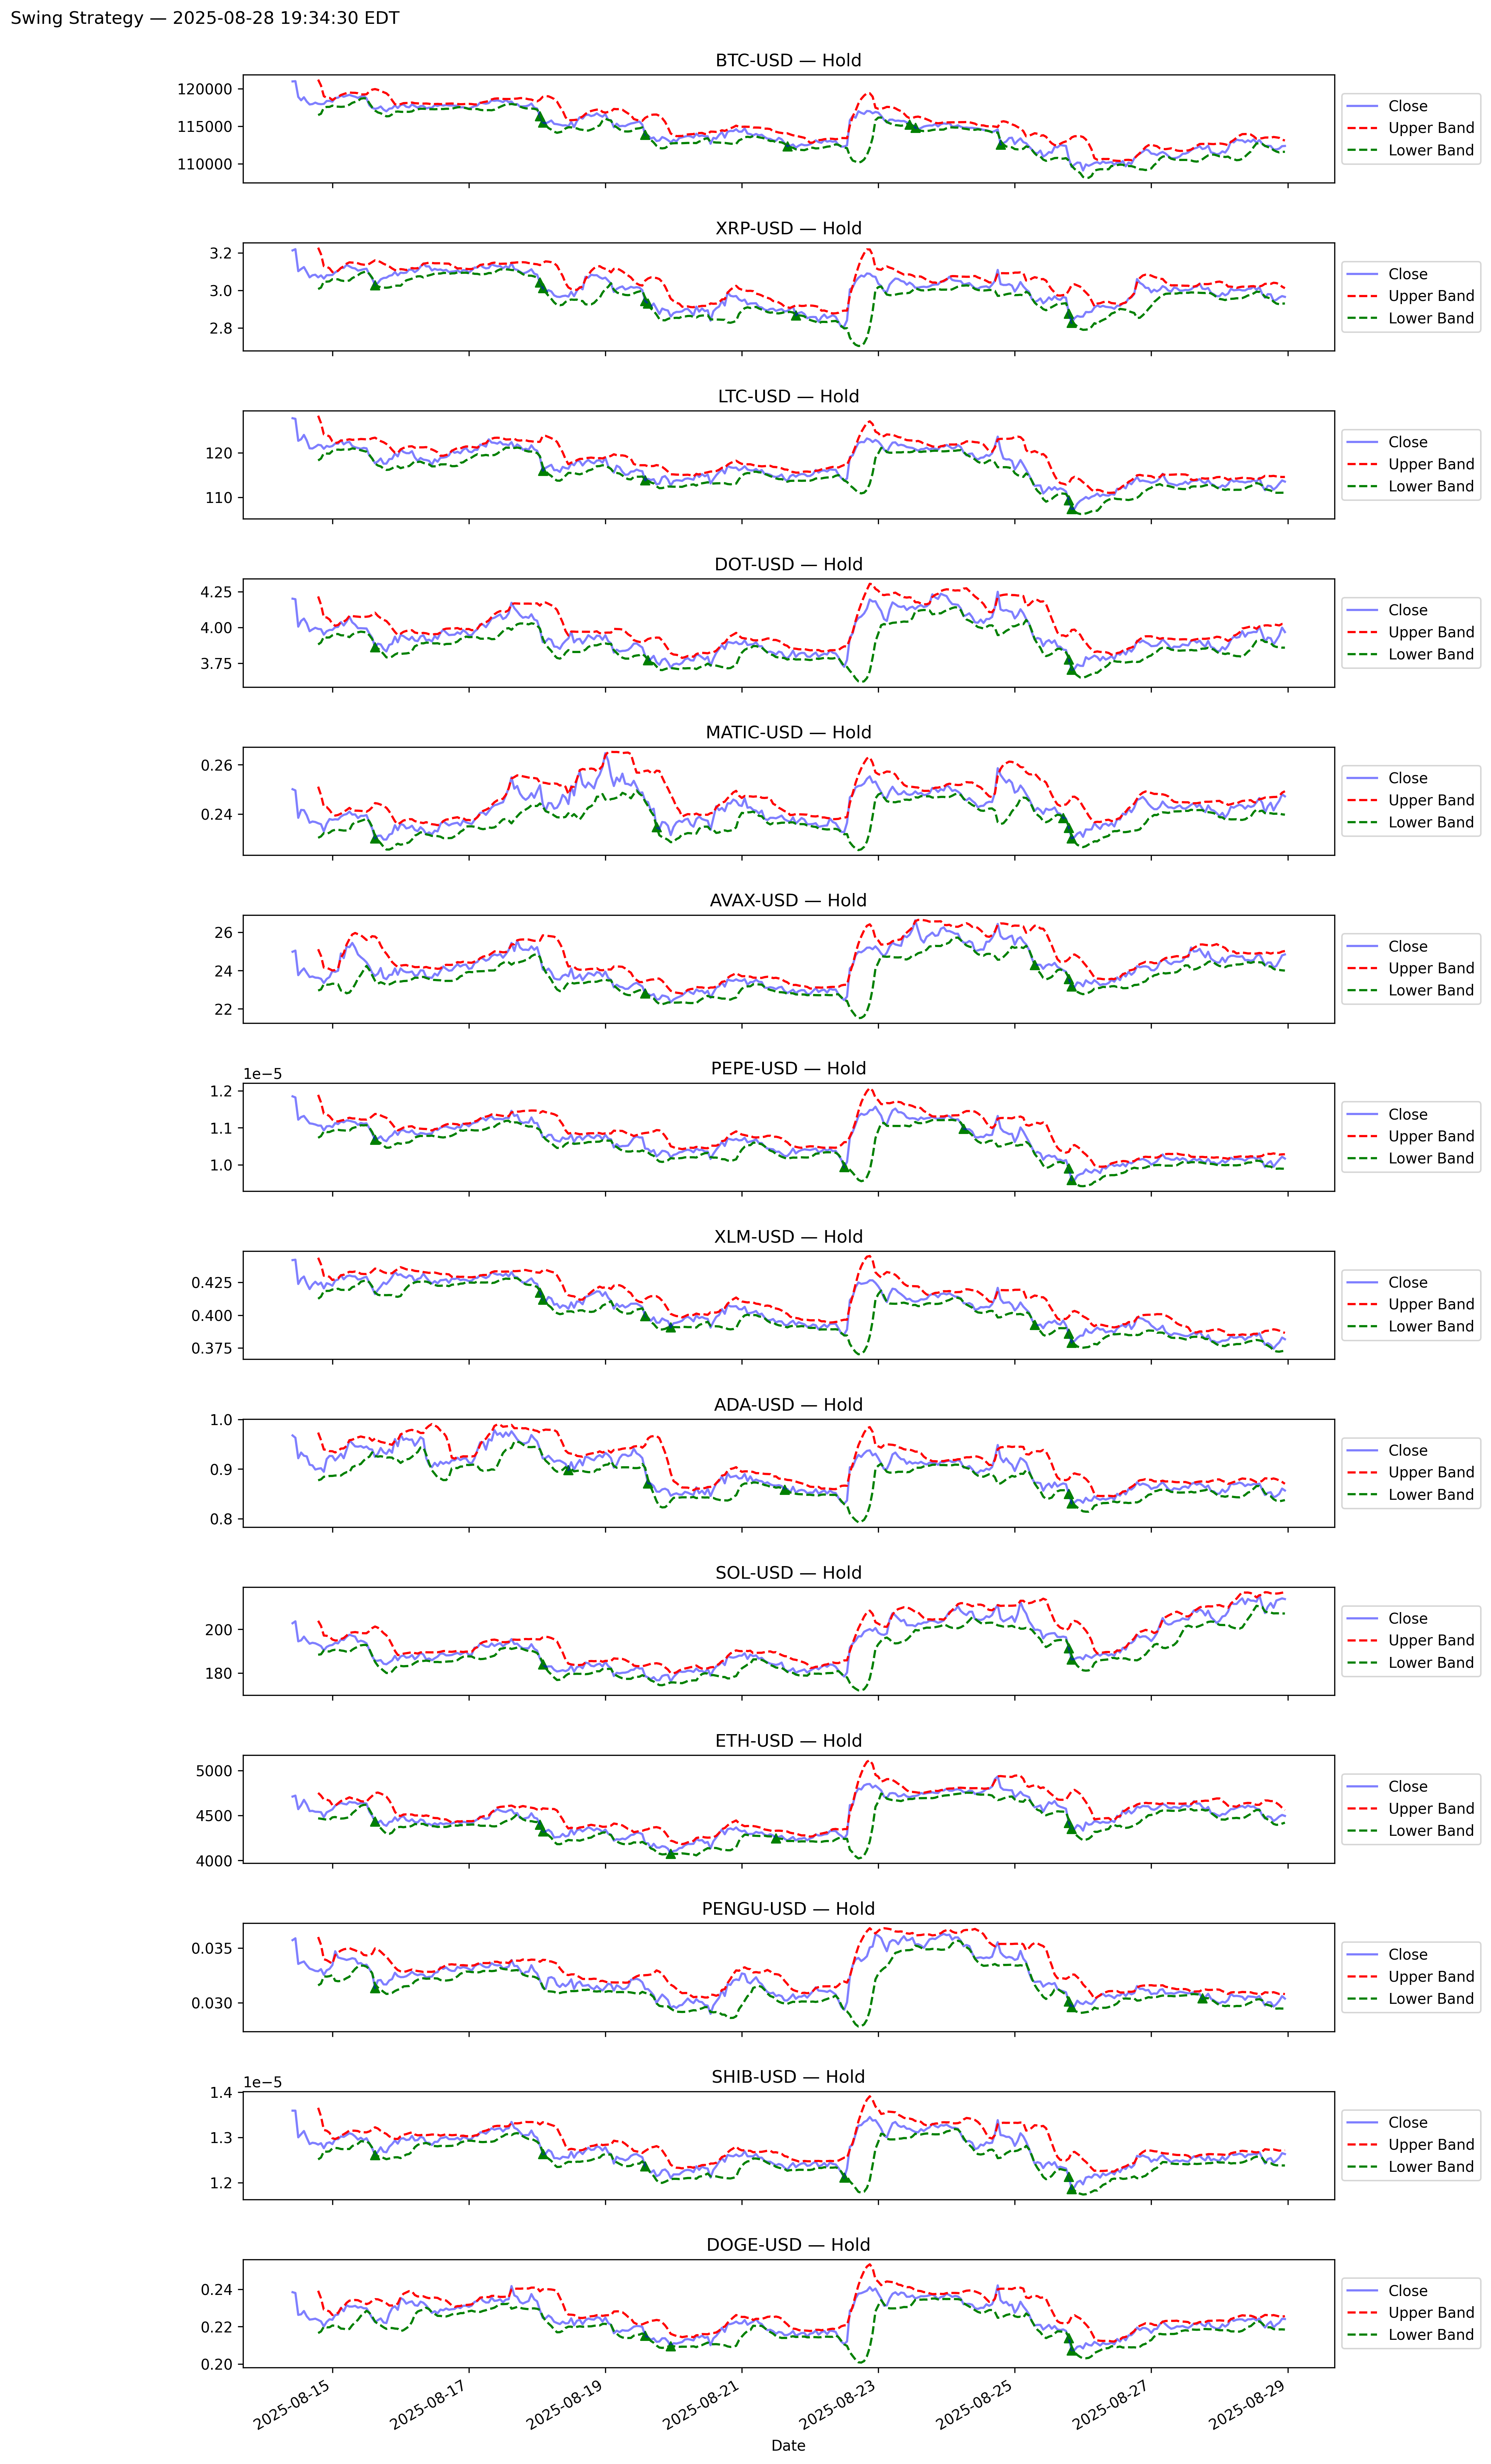 Swing Strategy — 2025-08-28 19:34:30 EDT
BTC-USD — Hold
120000
115000
110000
Close
Upper Band
Lower Band
XRP-USD — Hold
3.2
3.0
2.8
Close
Upper Band
Lower Band
LTC-USD — Hold
120
110
Close
Upper Band
Lower Band
DOT-USD — Hold
4.25
4.00
3.75
Close
Upper Band
Lower Band
MATIC-USD — Hold
0.26
0.24
Close
Upper Band
Lower Band
AVAX-USD — Hold
26
24
22
Close
Upper Band
Lower Band
PEPE-USD — Hold
1e−5
1.2
1.1
1.0
Close
Upper Band
Lower Band
XLM-USD — Hold
0.425
0.400
0.375
Close
Upper Band
Lower Band
ADA-USD — Hold
1.0
0.9
0.8
Close
Upper Band
Lower Band
SOL-USD — Hold
200
180
Close
Upper Band
Lower Band
ETH-USD — Hold
5000
4500
4000
Close
Upper Band
Lower Band
PENGU-USD — Hold
0.035
0.030
Close
Upper Band
Lower Band
SHIB-USD — Hold
1e−5
1.4
1.3
1.2
Close
Upper Band
Lower Band
DOGE-USD — Hold
0.24
0.22
0.20
Close
Upper Band
Lower Band
2025-08-15
2025-08-17
2025-08-19
2025-08-21
2025-08-23
2025-08-25
2025-08-27
2025-08-29
Date